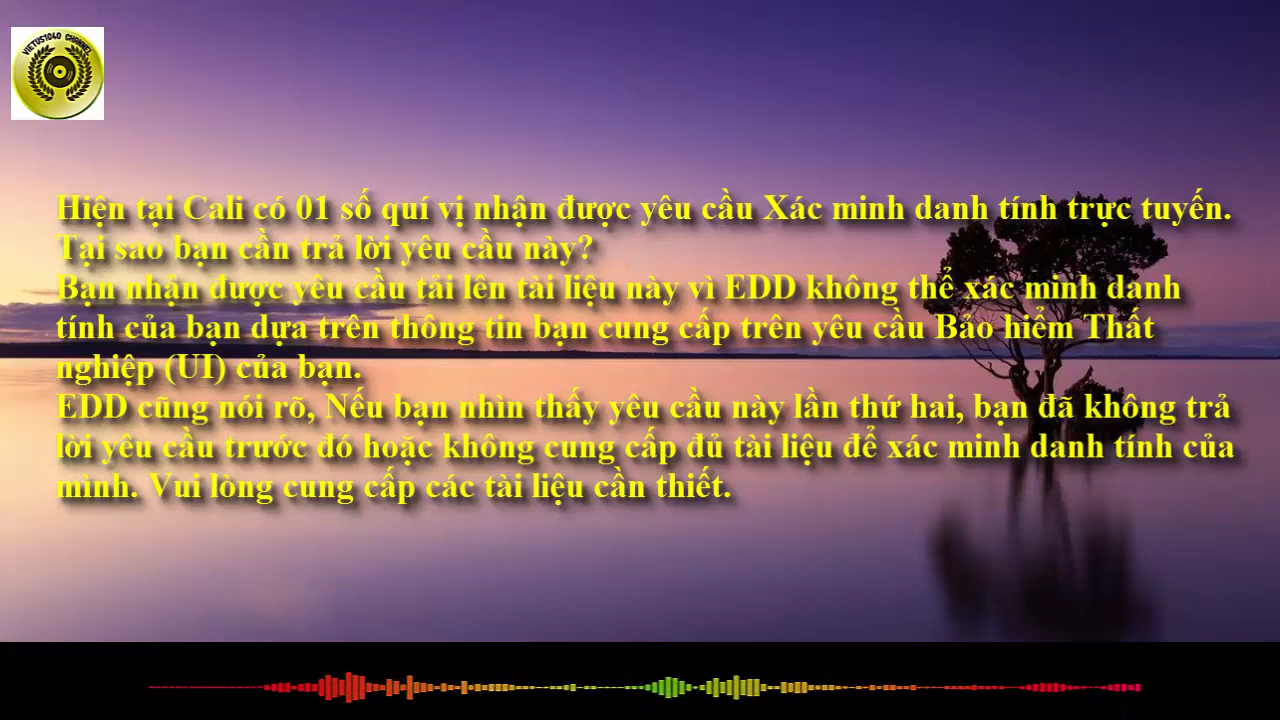 VIETUS1040 CHANNEL
Hiện tại Cali có 01 số quí vị nhận được yêu cầu Xác minh danh tính trực tuyến.
Tại sao bạn cần trả lời yêu cầu này?
Bạn nhận được yêu cầu tải lên tài liệu này vì EDD không thể xác minh danh
tính của bạn dựa trên thông tin bạn cung cấp trên yêu cầu Bảo hiểm Thất
nghiệp (UI) của bạn.
EDD cũng nói rõ, Nếu bạn nhìn thấy yêu cầu này lần thứ hai, bạn đã không trả
lời yêu cầu trước đó hoặc không cung cấp đủ tài liệu để xác minh danh tính của
mình. Vui lòng cung cấp các tài liệu cần thiết.